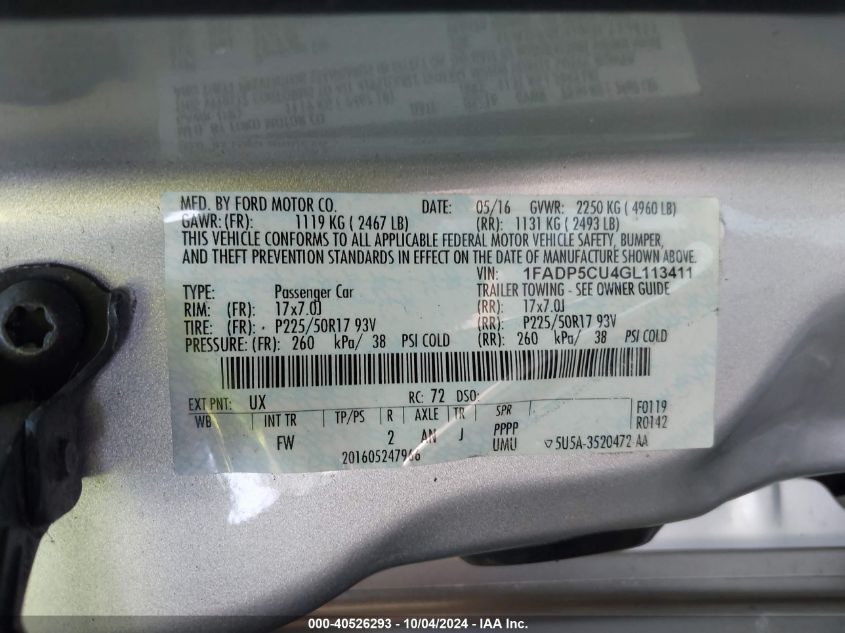 MFD. BY FORD MOTOR CO. DATE: 05/16 GVWR: 2250 KG ( 4960 LB)
GAWR: (FR): 1119 KG ( 2467 LB) (RR): 1131 KG ( 2493 LB)
THIS VEHICLE CONFORMS TO ALL APPLICABLE FEDERAL MOTOR VEHICLE SAFETY, BUMPER,
AND THEFT PREVENTION STANDARDS IN EFFECT ON THE DATE OF MANUFACTURE SHOWN ABOVE.
VIN: 1FADP5CU4GL113411
TYPE: Passenger Car TRAILER TOWING - SEE OWNER GUIDE
RIM: (FR): 17x7.0J (RR): 17x7.0J
TIRE: (FR): P225/50R17 93V (RR): P225/50R17 93V
PRESSURE: (FR): 260 kPa/ 38 PSI COLD (RR): 260 kPa/ 38 PSI COLD
EXT PNT: UX RC: 72 DSO:
WB INT TR TP/PS R AXLE TR SPR F0119
R0142
FW 2 AN J PPPP
UMU 5U5A-3520472 AA
201605247966
000-40526293 - 10/04/2024 - IAA Inc.